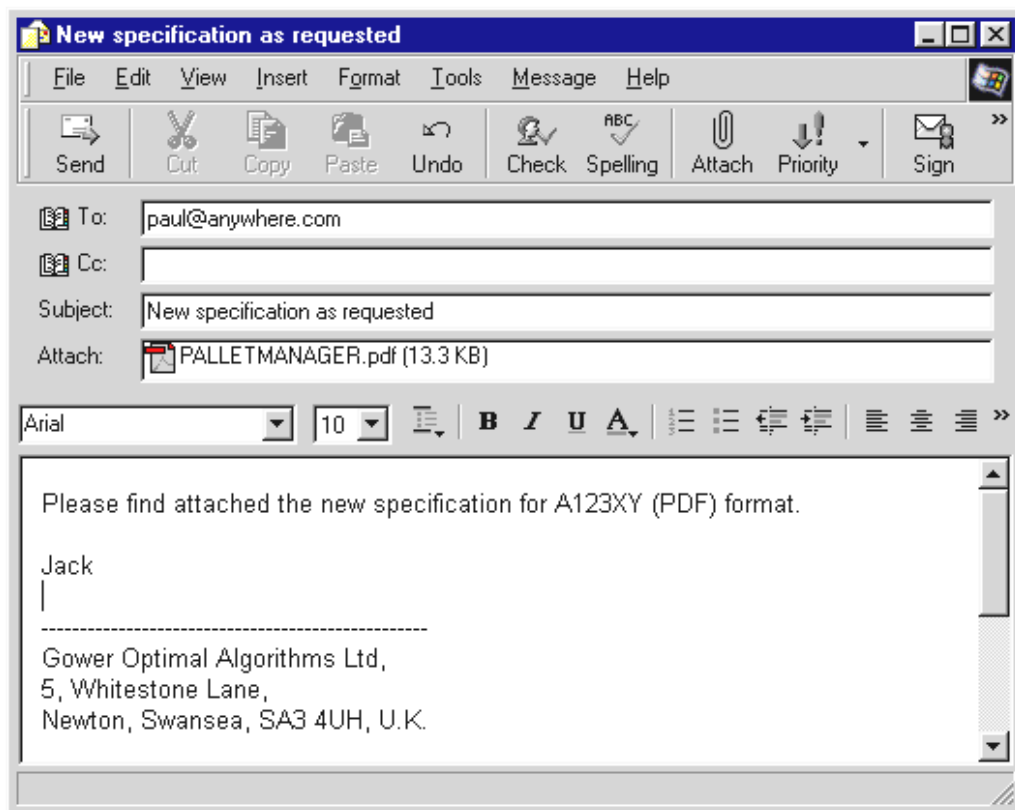 New specification as requested
File Edit View Insert Format Tools Message Help
Send Cut Copy Paste Undo Check ABC Spelling Attach Priority Sign »
To: paul@anywhere.com
Cc:
Subject: New specification as requested
Attach: PALLETMANAGER.pdf (13.3 KB)
Arial 10 B I U A »
Please find attached the new specification for A123XY (PDF) format.
Jack
-------------------------------------------------
Gower Optimal Algorithms Ltd,
5, Whitestone Lane,
Newton, Swansea, SA3 4UH, U.K.